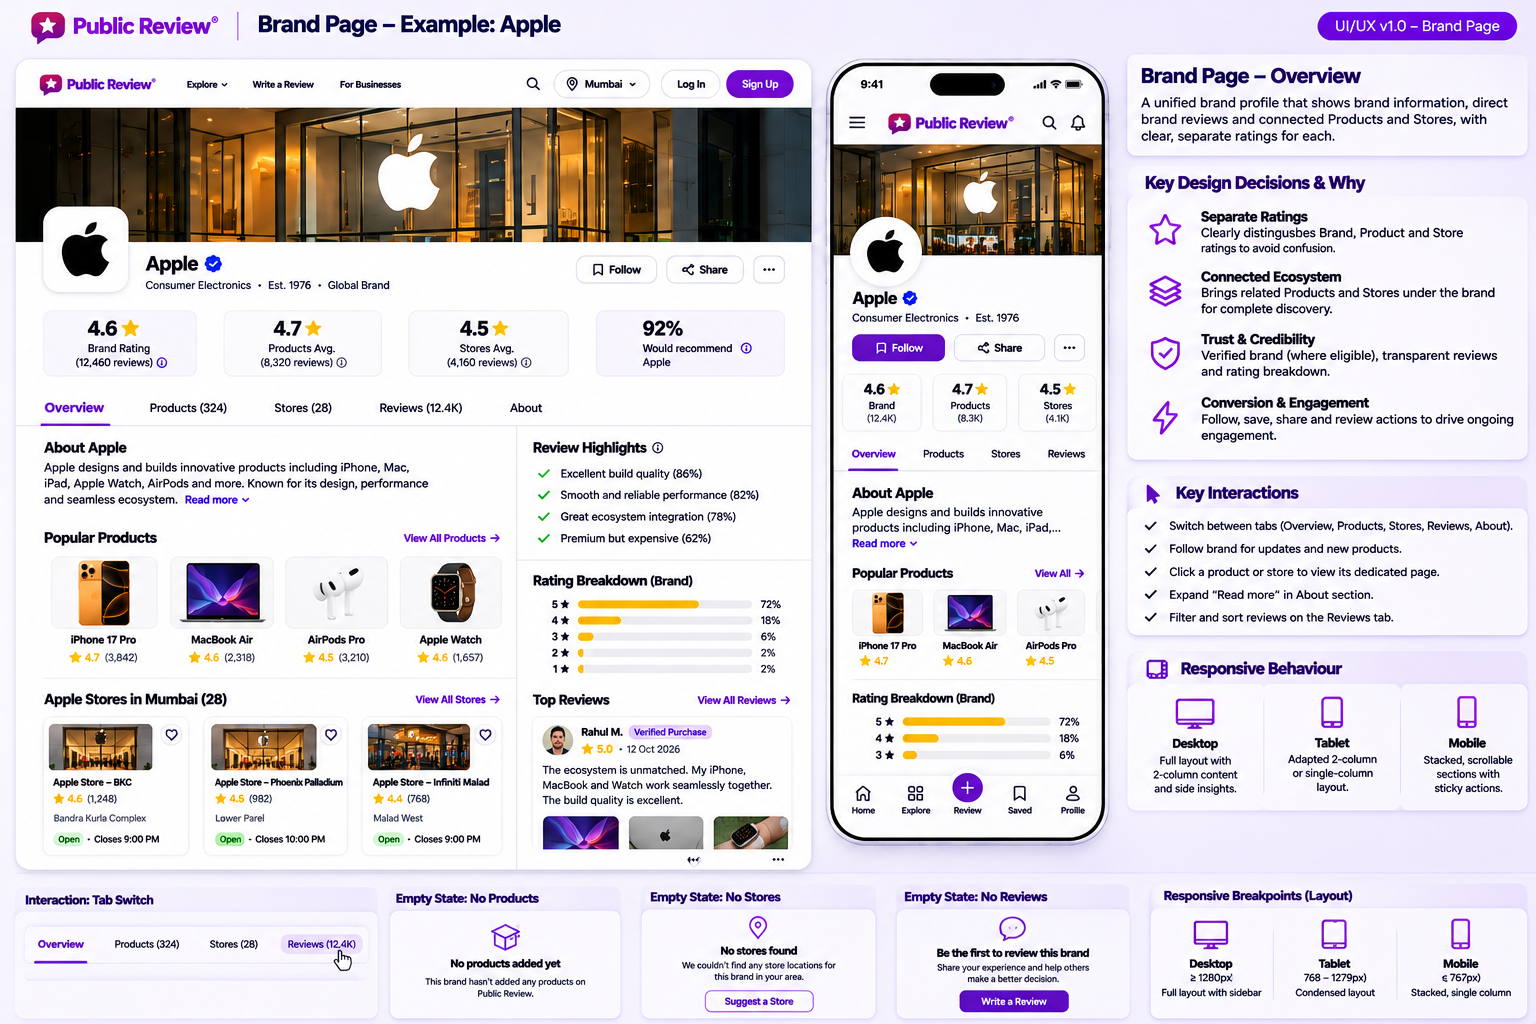 Public Review®
Brand Page – Example: Apple
UI/UX v1.0 – Brand Page
Public Review®
Explore
Write a Review
For Businesses
Mumbai
Log In
Sign Up
Apple
Consumer Electronics • Est. 1976 • Global Brand
Follow
Share
4.6
Brand Rating
(12,460 reviews)
4.7
Products Avg.
(8,320 reviews)
4.5
Stores Avg.
(4,160 reviews)
92%
Would recommend
Apple
Overview
Products (324)
Stores (28)
Reviews (12.4K)
About
About Apple
Apple designs and builds innovative products including iPhone, Mac,
iPad, Apple Watch, AirPods and more. Known for its design, performance
and seamless ecosystem. Read more
Popular Products
View All Products →
iPhone 17 Pro
4.7 (3,842)
MacBook Air
4.6 (2,318)
AirPods Pro
4.5 (3,210)
Apple Watch
4.6 (1,657)
Apple Stores in Mumbai (28)
View All Stores →
Apple Store – BKC
4.6 (1,248)
Bandra Kurla Complex
Open • Closes 9:00 PM
Apple Store – Phoenix Palladium
4.5 (982)
Lower Parel
Open • Closes 10:00 PM
Apple Store – Infiniti Malad
4.4 (768)
Malad West
Open • Closes 9:00 PM
Review Highlights
Excellent build quality (86%)
Smooth and reliable performance (82%)
Great ecosystem integration (78%)
Premium but expensive (62%)
Rating Breakdown (Brand)
5 ★ 72%
4 ★ 18%
3 ★ 6%
2 ★ 2%
1 ★ 2%
Top Reviews
View All Reviews →
Rahul M. Verified Purchase
5.0 • 12 Oct 2026
The ecosystem is unmatched. My iPhone,
MacBook and Watch work seamlessly together.
The build quality is excellent.
9:41
Public Review®
Apple
Consumer Electronics • Est. 1976
Follow
Share
4.6
Brand
(12.4K)
4.7
Products
(8.3K)
4.5
Stores
(4.1K)
Overview
Products
Stores
Reviews
About Apple
Apple designs and builds innovative
products including iPhone, Mac, iPad,...
Read more
Popular Products
View All →
iPhone 17 Pro
4.7
MacBook Air
4.6
AirPods Pro
4.5
Rating Breakdown (Brand)
5 ★ 72%
4 ★ 18%
3 ★ 6%
Home
Explore
Review
Saved
Profile
Brand Page – Overview
A unified brand profile that shows brand information, direct
brand reviews and connected Products and Stores, with
clear, separate ratings for each.
Key Design Decisions & Why
Separate Ratings
Clearly distingusbes Brand, Product and Store
ratings to avoid confusion.
Connected Ecosystem
Brings related Products and Stores under the brand
for complete discovery.
Trust & Credibility
Verified brand (where eligible), transparent reviews
and rating breakdown.
Conversion & Engagement
Follow, save, share and review actions to drive ongoing
engagement.
Key Interactions
Switch between tabs (Overview, Products, Stores, Reviews, About).
Follow brand for updates and new products.
Click a product or store to view its dedicated page.
Expand “Read more” in About section.
Filter and sort reviews on the Reviews tab.
Responsive Behaviour
Desktop
Full layout with
2-column content
and side insights.
Tablet
Adapted 2-column
or single-column
layout.
Mobile
Stacked, scrollable
sections with
sticky actions.
Interaction: Tab Switch
Overview
Products (324)
Stores (28)
Reviews (12.4K)
Empty State: No Products
No products added yet
This brand hasn't added any products on
Public Review.
Empty State: No Stores
No stores found
We couldn't find any store locations for
this brand in your area.
Suggest a Store
Empty State: No Reviews
Be the first to review this brand
Share your experience and help others
make a better decision.
Write a Review
Responsive Breakpoints (Layout)
Desktop
≥ 1280px
Full layout with sidebar
Tablet
768 – 1279px)
Condensed layout
Mobile
≤ 767px)
Stacked, single column